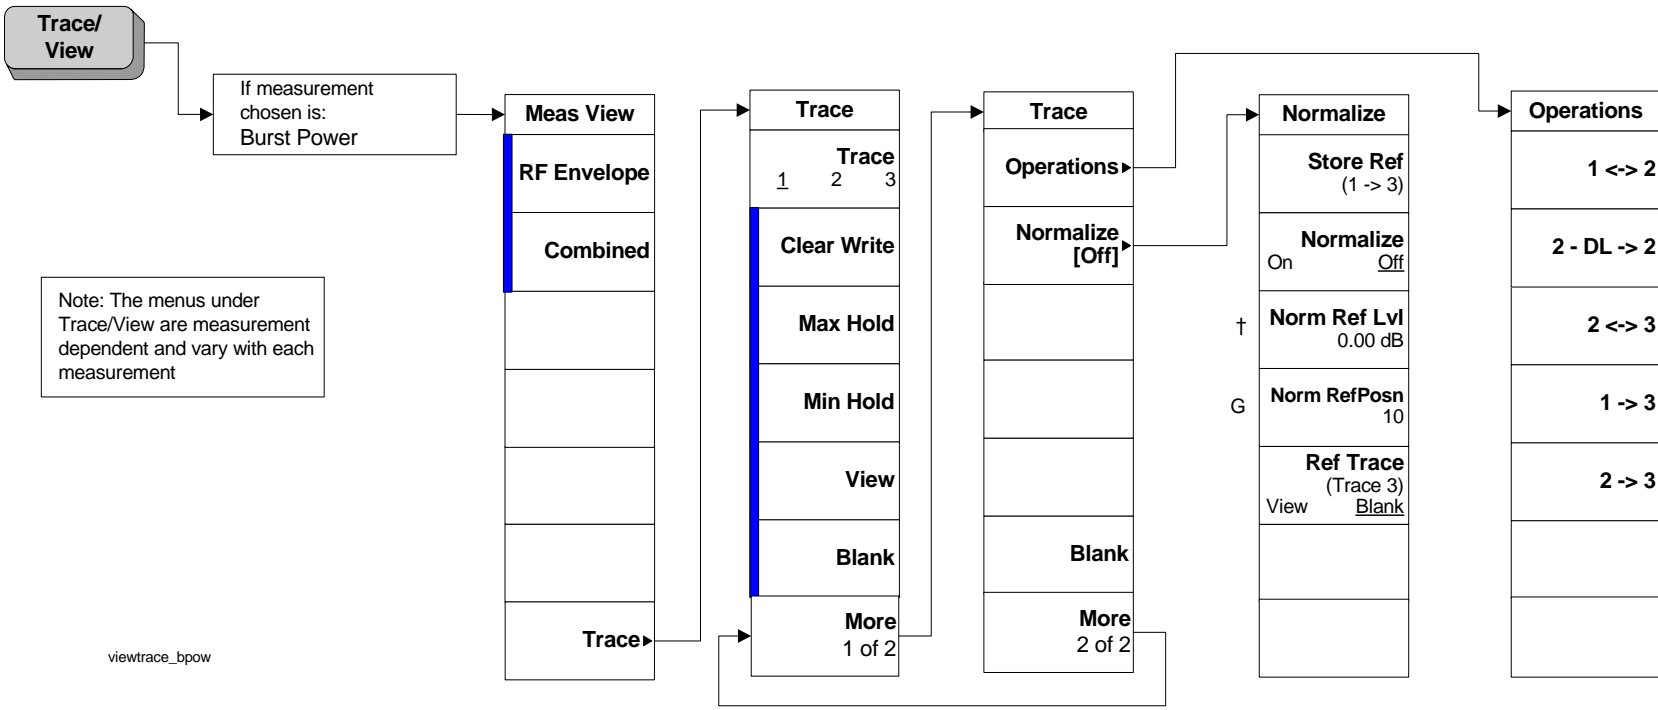 Trace/
View
If measurement
chosen is:
Burst Power
Note: The menus under
Trace/View are measurement
dependent and vary with each
measurement
viewtrace_bpow
Meas View
RF Envelope
Combined
Trace
Trace
Trace
1 2 3
Clear Write
Max Hold
Min Hold
View
Blank
More
1 of 2
Trace
Operations
Normalize
[Off]
Blank
More
2 of 2
Normalize
Store Ref
(1 -> 3)
Normalize
On Off
† Norm Ref Lvl
0.00 dB
G Norm RefPosn
10
Ref Trace
(Trace 3)
View Blank
Operations
1 <-> 2
2 - DL -> 2
2 <-> 3
1 -> 3
2 -> 3